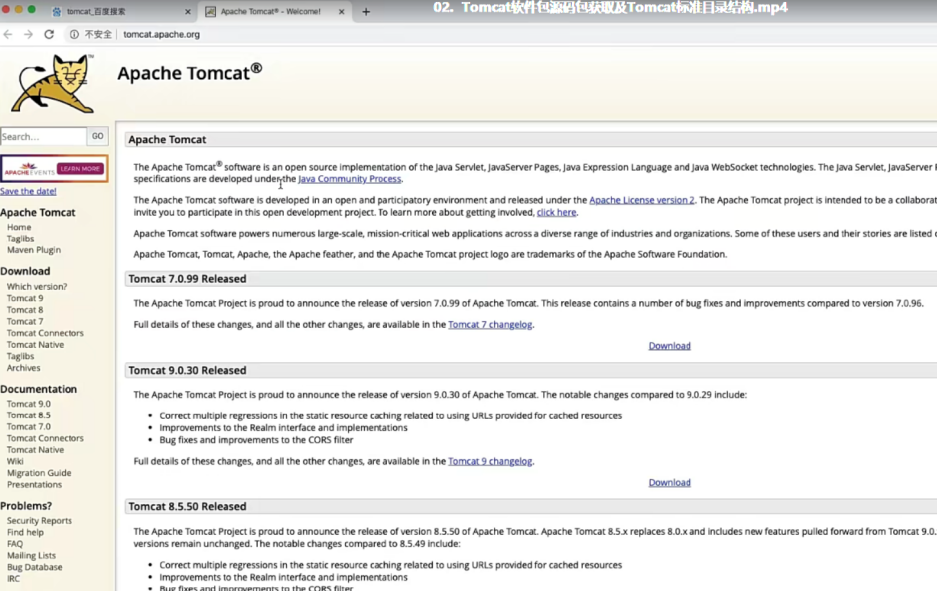 02. Tomcat软件包源码包获取及Tomcat标准目录结构.mp4
tomcat_百度搜索
Apache Tomcat® - Welcome!
不安全
tomcat.apache.org
Apache Tomcat®
Search...
GO
APACHE EVENTS
LEARN MORE
Save the date!
Apache Tomcat
Home
Taglibs
Maven Plugin
Download
Which version?
Tomcat 9
Tomcat 8
Tomcat 7
Tomcat Connectors
Tomcat Native
Taglibs
Archives
Documentation
Tomcat 9.0
Tomcat 8.5
Tomcat 7.0
Tomcat Connectors
Tomcat Native
Wiki
Migration Guide
Presentations
Problems?
Security Reports
Find help
FAQ
Mailing Lists
Bug Database
IRC
Apache Tomcat
The Apache Tomcat® software is an open source implementation of the Java Servlet, JavaServer Pages, Java Expression Language and Java WebSocket technologies. The Java Servlet, JavaServer
specifications are developed under the Java Community Process.
The Apache Tomcat software is developed in an open and participatory environment and released under the Apache License version 2. The Apache Tomcat project is intended to be a
invite you to participate in this open development project. To learn more about getting involved, click here.
Apache Tomcat software powers numerous large-scale, mission-critical web applications across a diverse range of industries and organizations. Some of these users and their stories are listed
Apache Tomcat, Tomcat, Apache, the Apache feather, and the Apache Tomcat project logo are trademarks of the Apache Software Foundation.
Tomcat 7.0.99 Released
The Apache Tomcat Project is proud to announce the release of version 7.0.99 of Apache Tomcat. This release contains a number of bug fixes and improvements compared to version 7.0.96.
Full details of these changes, and all the other changes, are available in the Tomcat 7 changelog.
Download
Tomcat 9.0.30 Released
The Apache Tomcat Project is proud to announce the release of version 9.0.30 of Apache Tomcat. The notable changes compared to 9.0.29 include:
• Correct multiple regressions in the static resource caching related to using URLs provided for cached resources
• Improvements to the Realm interface and implementations
• Bug fixes and improvements to the CORS filter
Full details of these changes, and all the other changes, are available in the Tomcat 9 changelog.
Download
Tomcat 8.5.50 Released
The Apache Tomcat Project is proud to announce the release of version 8.5.50 of Apache Tomcat. Apache Tomcat 8.5.x replaces 8.0.x and includes new features pulled forward from Tomcat 9.0.
versions remain unchanged. The notable changes compared to 8.5.49 include:
• Correct multiple regressions in the static resource caching related to using URLs provided for cached resources
• Improvements to the Realm interface and implementations
• Bug fixes and improvements to the CORS filter